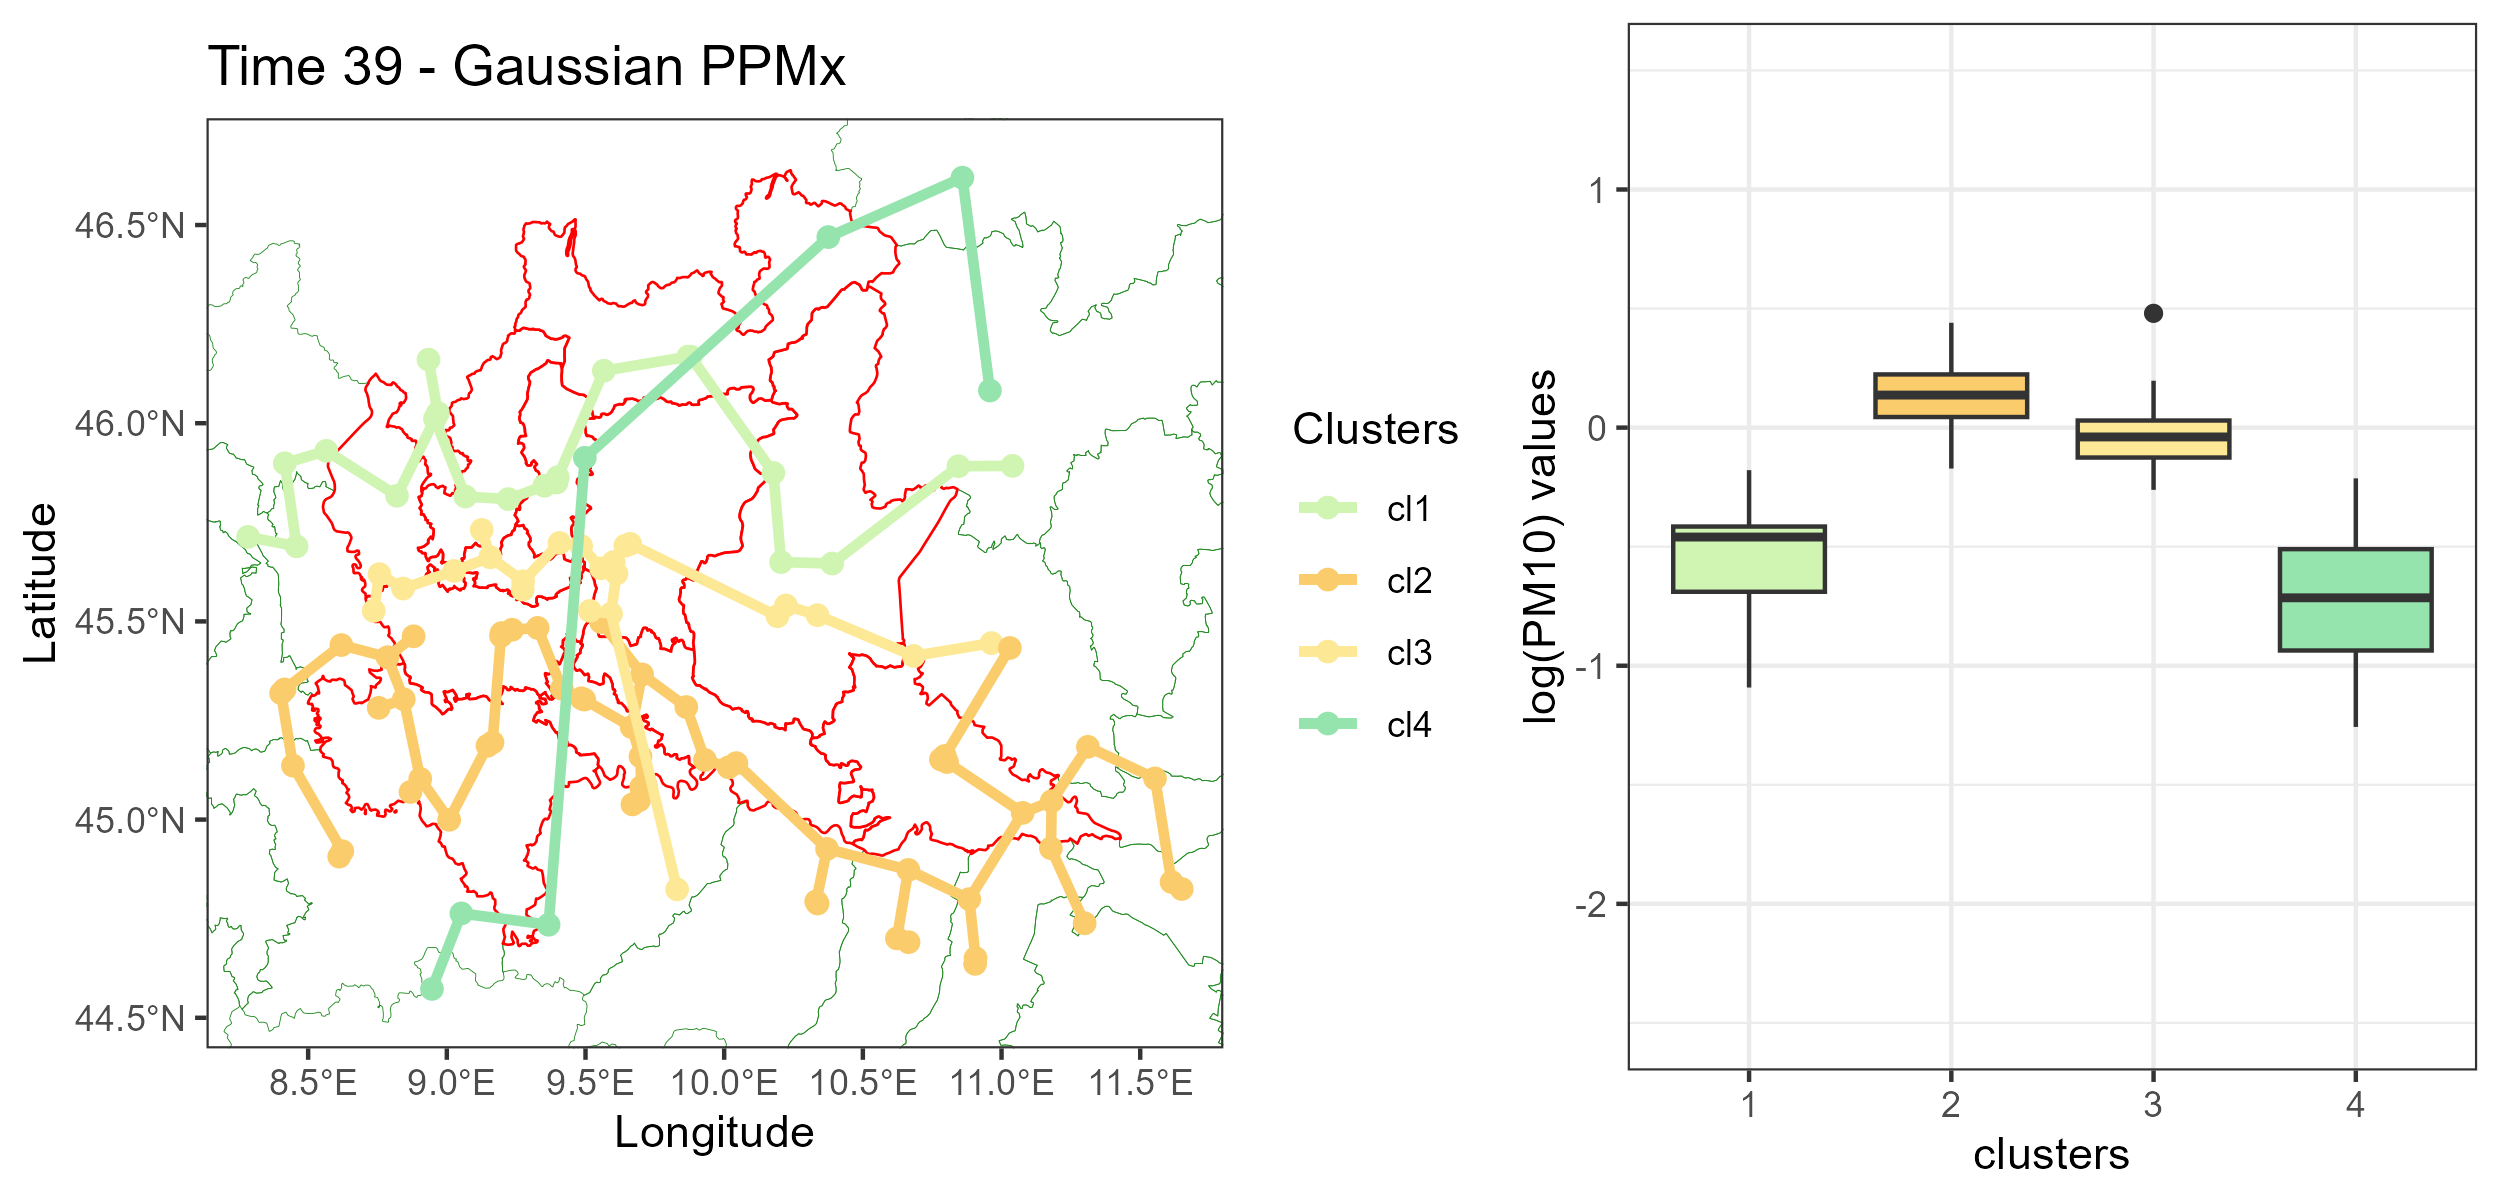 Time 39 - Gaussian PPMx
Latitude
46.5°N
46.0°N
45.5°N
45.0°N
44.5°N
8.5°E 9.0°E 9.5°E 10.0°E 10.5°E 11.0°E 11.5°E
Longitude
Clusters
cl1
cl2
cl3
cl4
log(PM10) values
1
0
-1
-2
1 2 3 4
clusters